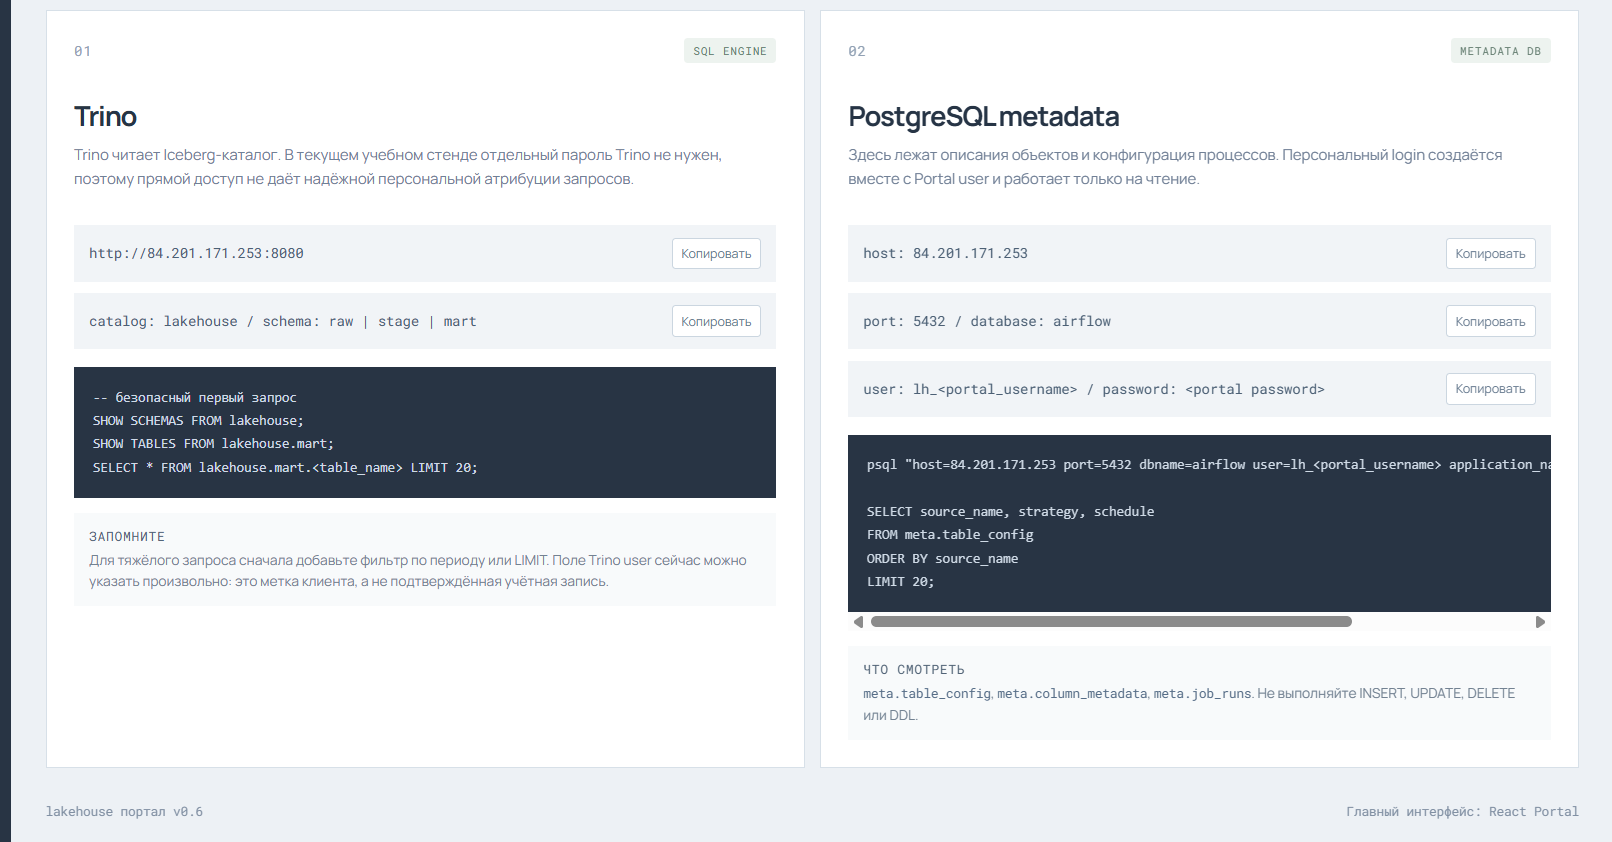 01
SQL ENGINE
Trino
Trino читает Iceberg-каталог. В текущем учебном стенде отдельный пароль Trino не нужен,
поэтому прямой доступ не даёт надёжной персональной атрибуции запросов.
http://84.201.171.253:8080
Копировать
catalog: lakehouse / schema: raw | stage | mart
Копировать
-- безопасный первый запрос
SHOW SCHEMAS FROM lakehouse;
SHOW TABLES FROM lakehouse.mart;
SELECT * FROM lakehouse.mart.<table_name> LIMIT 20;
ЗАПОМНИТЕ
Для тяжёлого запроса сначала добавьте фильтр по периоду или LIMIT. Поле Trino user сейчас можно
указать произвольно: это метка клиента, а не подтверждённая учётная запись.
02
METADATA DB
PostgreSQL metadata
Здесь лежат описания объектов и конфигурация процессов. Персональный login создаётся
вместе с Portal user и работает только на чтение.
host: 84.201.171.253
Копировать
port: 5432 / database: airflow
Копировать
user: lh_<portal_username> / password: <portal password>
Копировать
psql "host=84.201.171.253 port=5432 dbname=airflow user=lh_<portal_username> application_na
SELECT source_name, strategy, schedule
FROM meta.table_config
ORDER BY source_name
LIMIT 20;
ЧТО СМОТРЕТЬ
meta.table_config, meta.column_metadata, meta.job_runs. Не выполняйте INSERT, UPDATE, DELETE
или DDL.
lakehouse портал v0.6
Главный интерфейс: React Portal